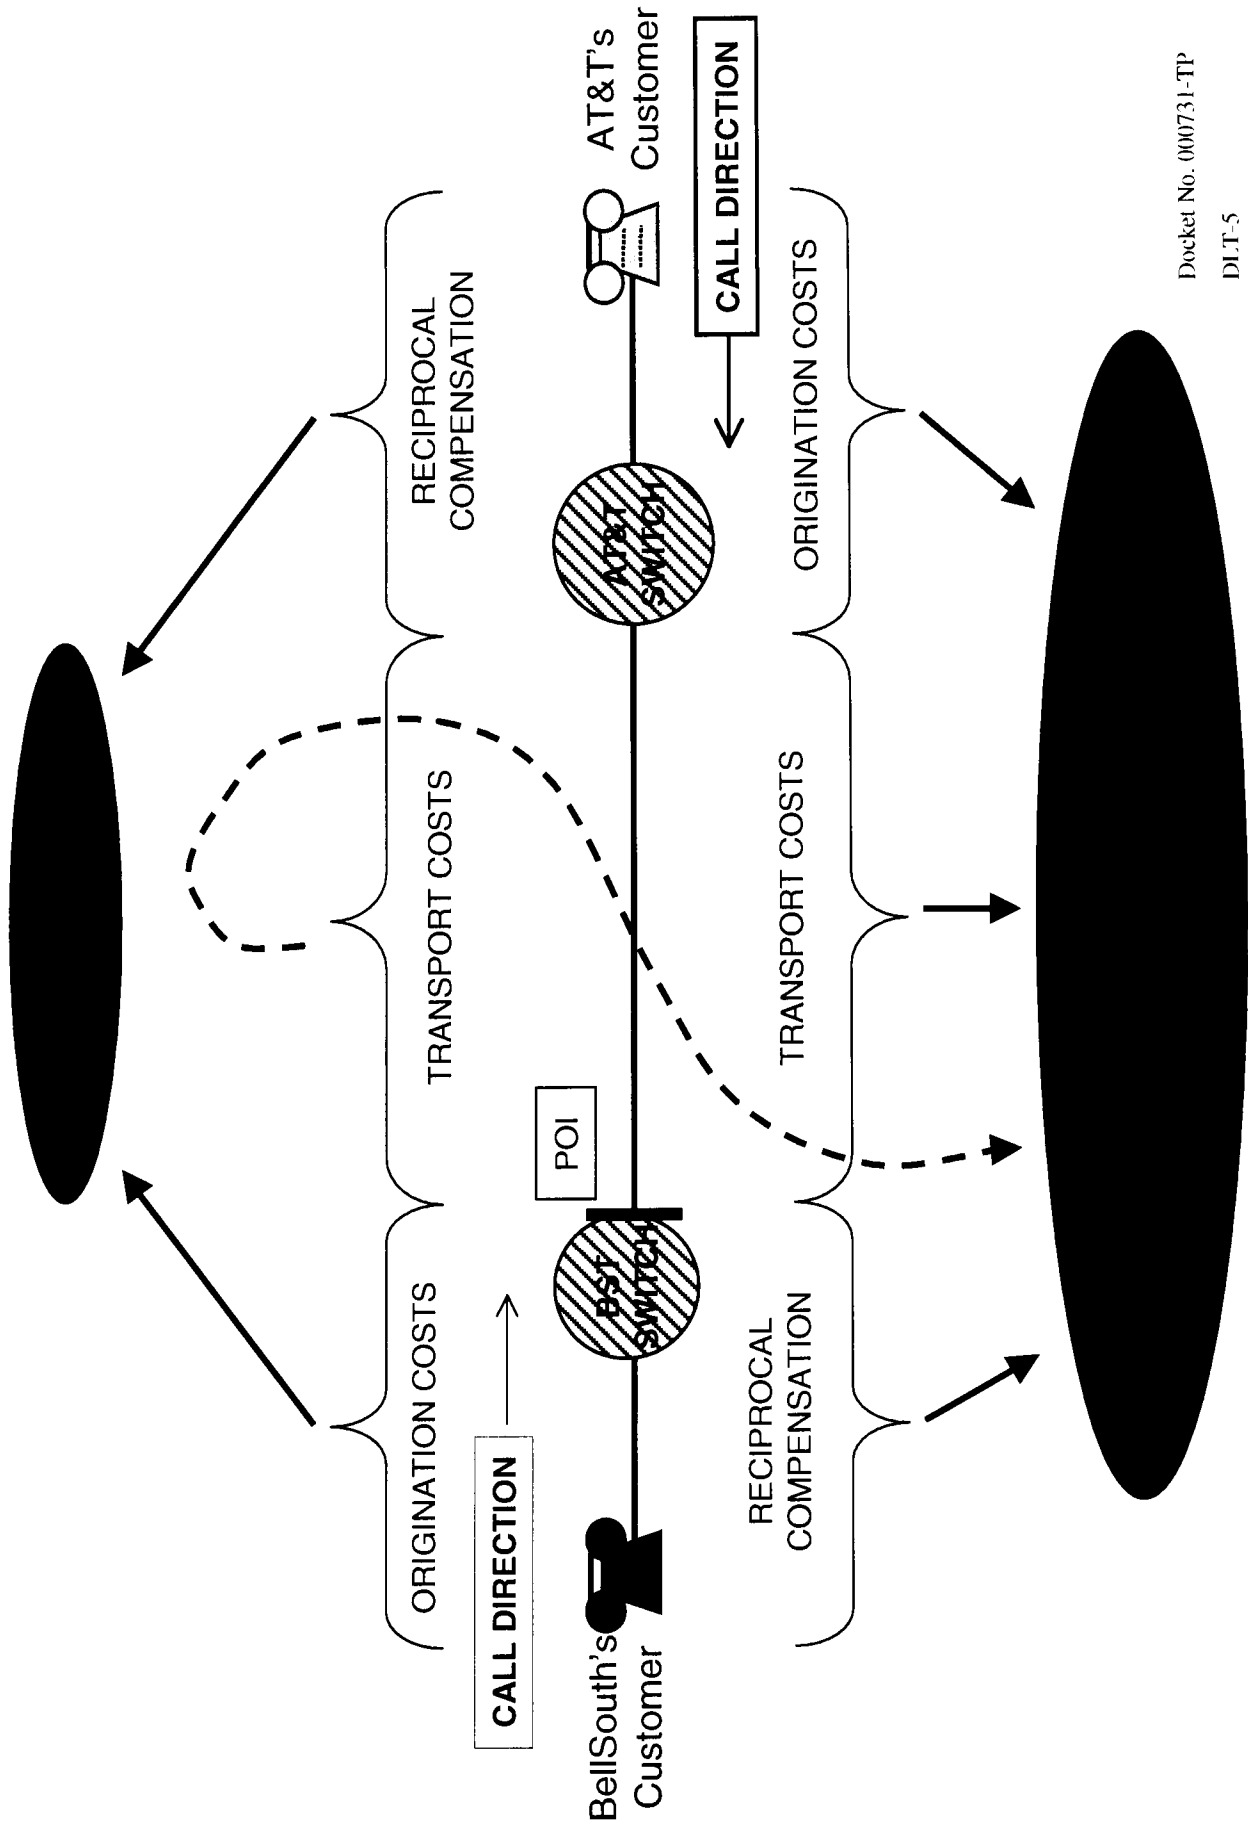 ORIGINATION COSTS
TRANSPORT COSTS
RECIPROCAL
COMPENSATION
CALL DIRECTION
POI
BellSouth's
Customer
BST
SWITCH
AT&T
SWITCH
AT&T's
Customer
CALL DIRECTION
RECIPROCAL
COMPENSATION
TRANSPORT COSTS
ORIGINATION COSTS
Docket No. 000731-TP
DLT-5